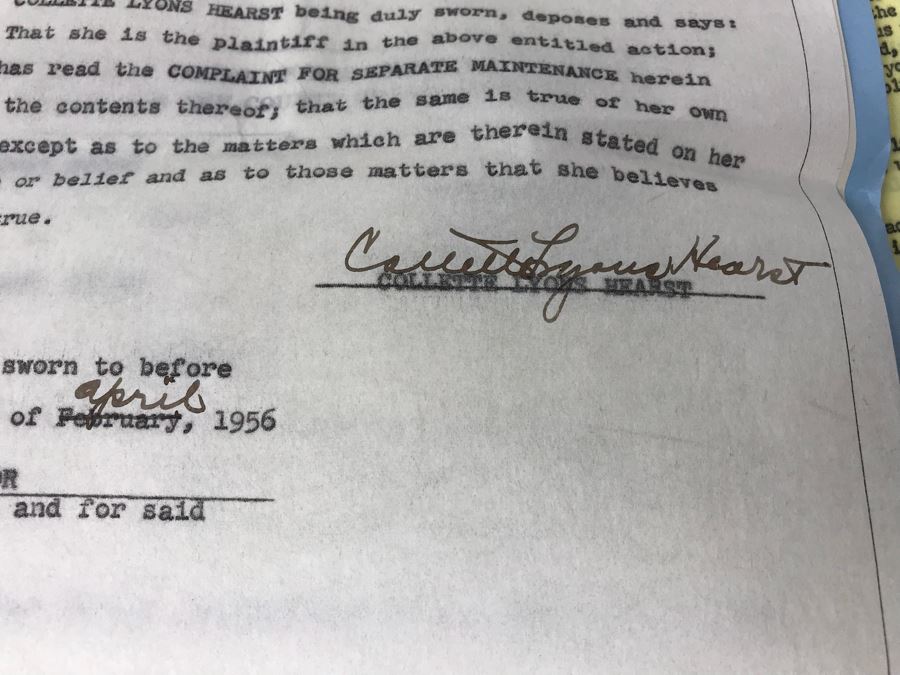 COLLETTE LYONS HEARST being duly sworn, deposes and says:
That she is the plaintiff in the above entitled action;
has read the COMPLAINT FOR SEPARATE MAINTENANCE herein
the contents thereof; that the same is true of her own
except as to the matters which are therein stated on her
or belief and as to those matters that she believes
true.
Collette Lyons Hearst
COLLETTE LYONS HEARST
sworn to before
april
of February, 1956
and for said